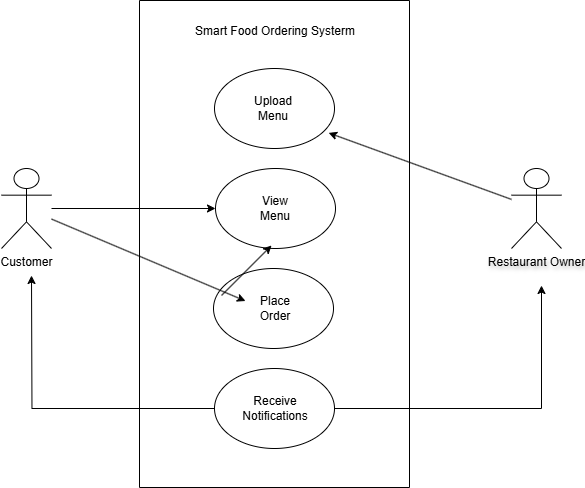 Smart Food Ordering Systerm
Upload
Menu
View
Menu
Customer
Restaurant Owner
Place
Order
Receive
Notifications